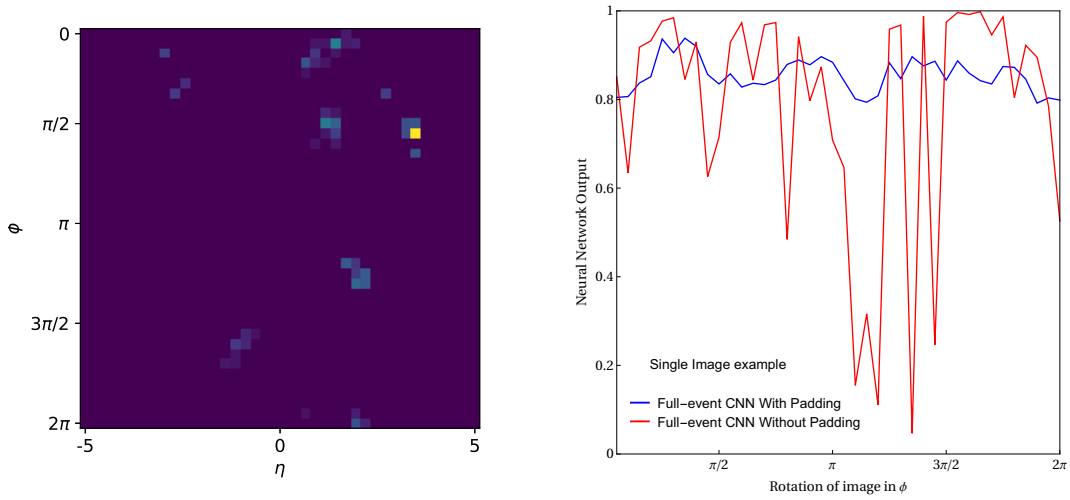 0
π/2
π
3π/2
2π
φ
-5
0
5
η
1
0.8
0.6
0.4
0.2
0
Neural Network Output
Single Image example
Full-event CNN With Padding
Full-event CNN Without Padding
π/2
π
3π/2
2π
Rotation of image in ϕ